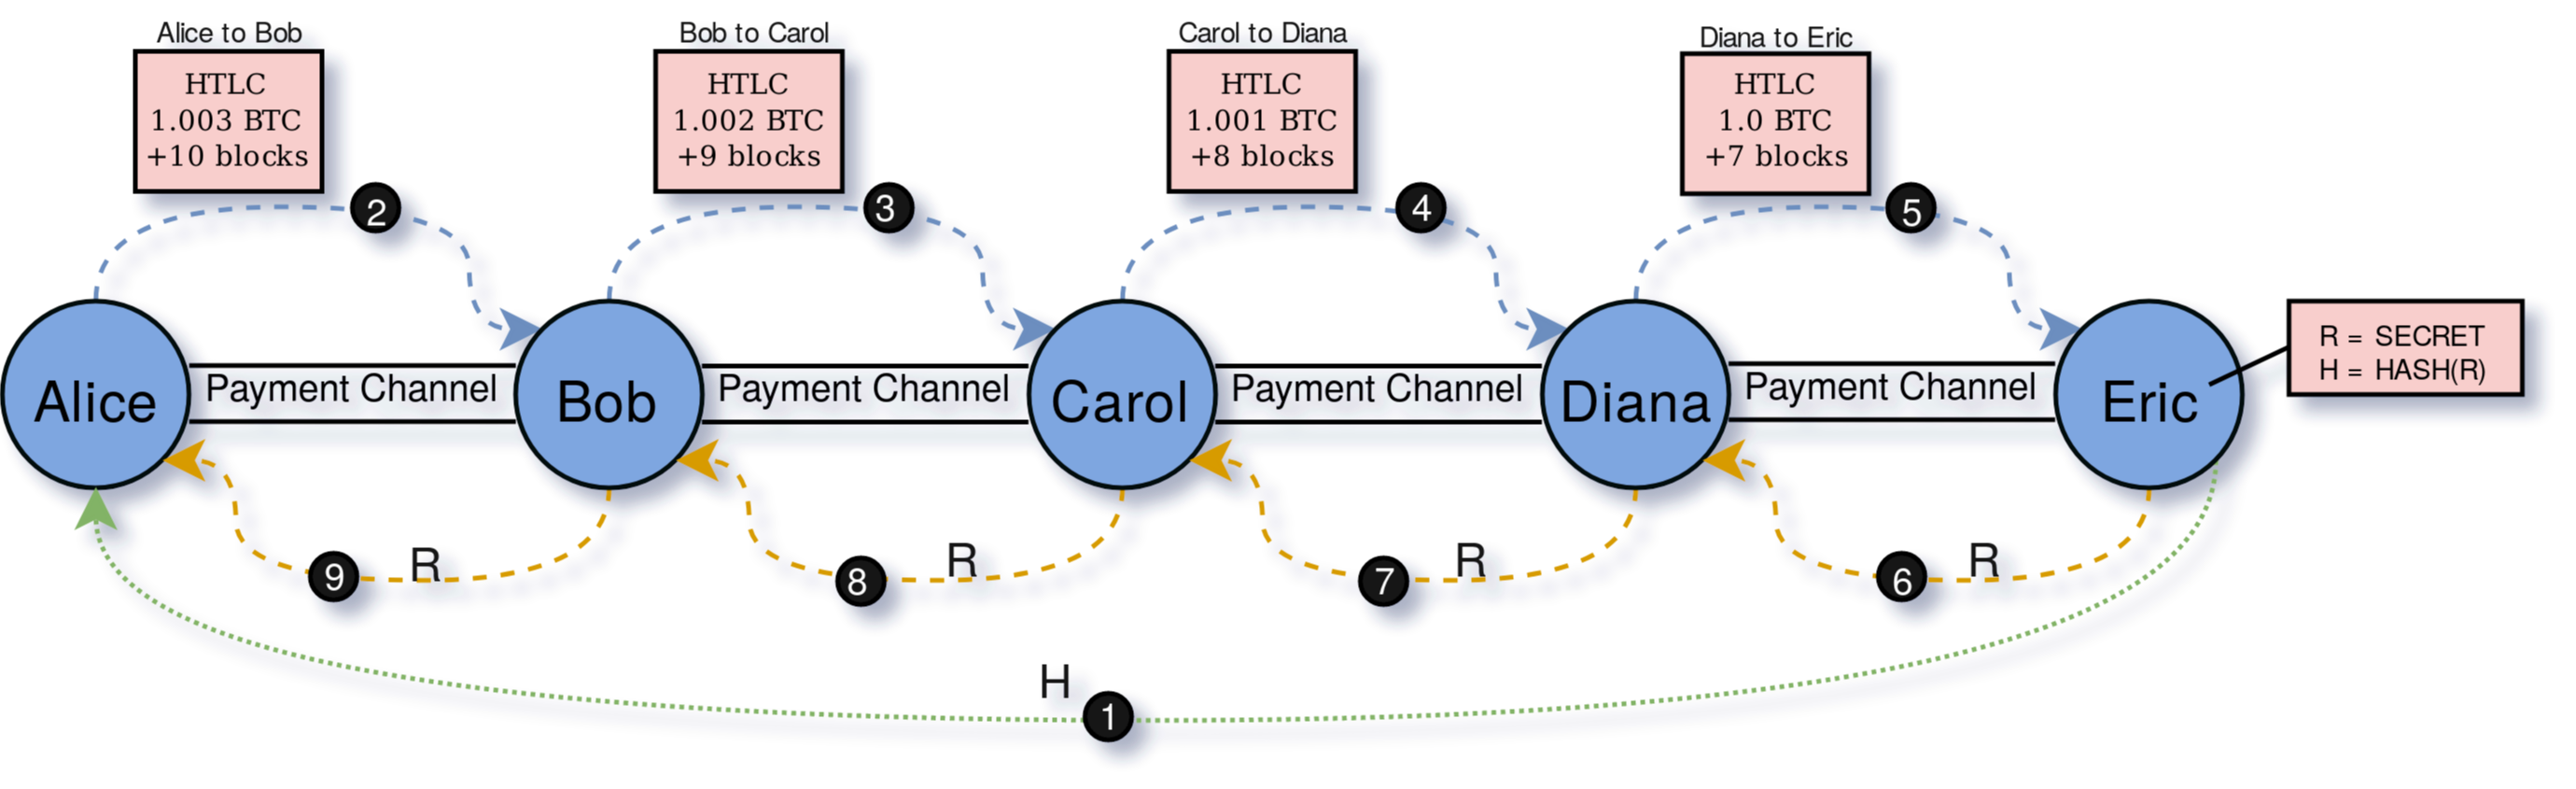 Alice to Bob
HTLC
1.003 BTC
+10 blocks
Bob to Carol
HTLC
1.002 BTC
+9 blocks
Carol to Diana
HTLC
1.001 BTC
+8 blocks
Diana to Eric
HTLC
1.0 BTC
+7 blocks
2
3
4
5
Alice
Payment Channel
Bob
Payment Channel
Carol
Payment Channel
Diana
Payment Channel
Eric
R = SECRET
H = HASH(R)
9
R
8
R
7
R
6
R
H
1